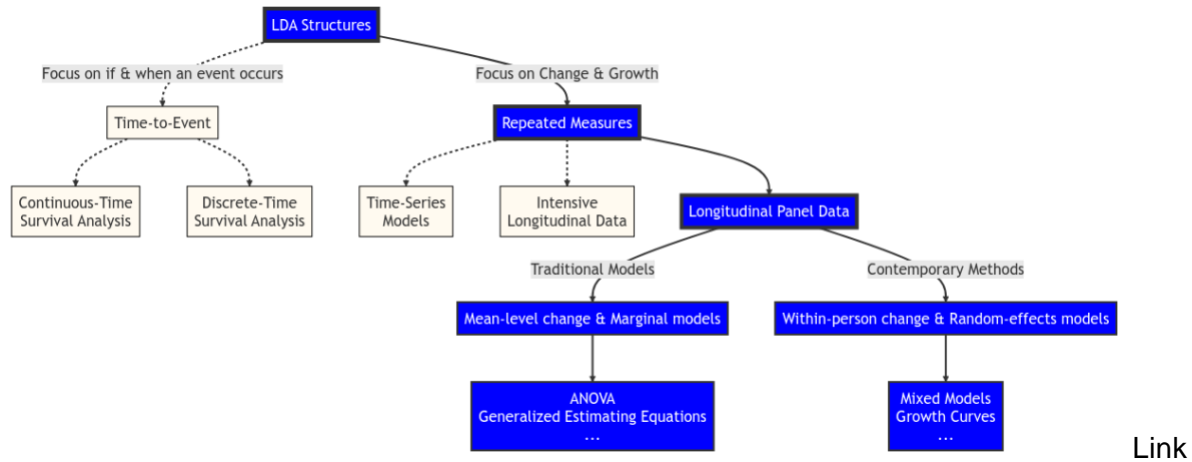 LDA Structures
Focus on if & when an event occurs
Focus on Change & Growth
Time-to-Event
Repeated Measures
Continuous-Time
Survival Analysis
Discrete-Time
Survival Analysis
Time-Series
Models
Intensive
Longitudinal Data
Longitudinal Panel Data
Traditional Models
Contemporary Methods
Mean-level change & Marginal models
Within-person change & Random-effects models
ANOVA
Generalized Estimating Equations
...
Mixed Models
Growth Curves
...
Link